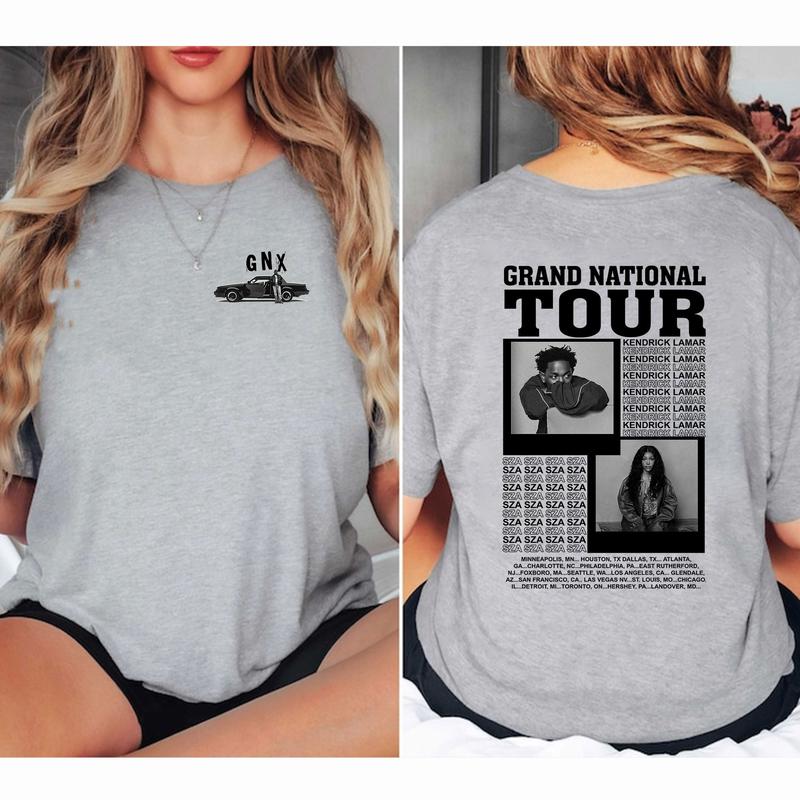 GNX
GRAND NATIONAL
TOUR
KENDRICK LAMAR
KENDRICK LAMAR
KENDRICK LAMAR
KENDRICK LAMAR
KENDRICK LAMAR
KENDRICK LAMAR
KENDRICK LAMAR
KENDRICK LAMAR
KENDRICK LAMAR
KENDRICK LAMAR
KENDRICK LAMAR
KENDRICK LAMAR
SZA SZA SZA SZA
SZA SZA SZA SZA
SZA SZA SZA SZA
SZA SZA SZA SZA
SZA SZA SZA SZA
SZA SZA SZA SZA
SZA SZA SZA SZA
SZA SZA SZA SZA
SZA SZA SZA SZA
SZA SZA SZA SZA
SZA SZA SZA SZA
MINNEAPOLIS, MN... HOUSTON, TX DALLAS, TX... ATLANTA,
GA...CHARLOTTE, NC...PHILADELPHIA, PA...EAST RUTHERFORD,
NJ...FOXBORO, MA...SEATTLE, WA...LOS ANGELES, CA... GLENDALE,
AZ...SAN FRANCISCO, CA, LAS VEGAS NV...ST. LOUIS, MO...CHICAGO,
IL...DETROIT, MI...TORONTO, ON...HERSHEY, PA...LANDOVER, MD...